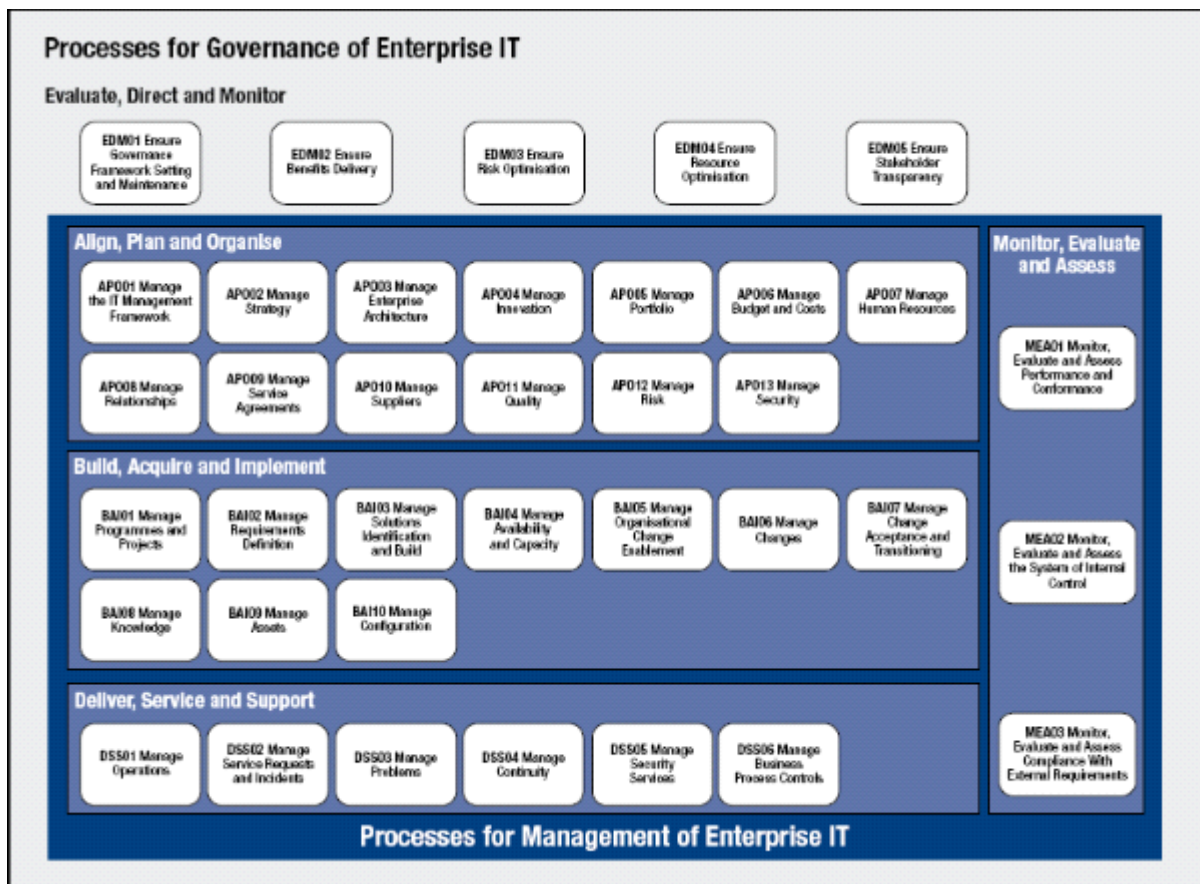 Processes for Governance of Enterprise IT
Evaluate, Direct and Monitor
EDM01 Ensure
Governance
Framework Setting
and Maintenance
EDM02 Ensure
Benefits Delivery
EDM03 Ensure
Risk Optimisation
EDM04 Ensure
Resource
Optimisation
EDM05 Ensure
Stakeholder
Transparency
Align, Plan and Organise
APO01 Manage
the IT Management
Framework
APO02 Manage
Strategy
APO03 Manage
Enterprise
Architecture
APO04 Manage
Innovation
APO05 Manage
Portfolio
APO06 Manage
Budget and Costs
APO07 Manage
Human Resources
APO08 Manage
Relationships
APO09 Manage
Service
Agreements
APO10 Manage
Suppliers
APO11 Manage
Quality
APO12 Manage
Risk
APO13 Manage
Security
Build, Acquire and Implement
BAI01 Manage
Programmes and
Projects
BAI02 Manage
Requirements
Definition
BAI03 Manage
Solutions
Identification
and Build
BAI04 Manage
Availability
and Capacity
BAI05 Manage
Organisational
Change
Enablement
BAI06 Manage
Changes
BAI07 Manage
Change
Acceptance and
Transitioning
BAI08 Manage
Knowledge
BAI09 Manage
Assets
BAI10 Manage
Configuration
Deliver, Service and Support
DSS01 Manage
Operations
DSS02 Manage
Service Requests
and Incidents
DSS03 Manage
Problems
DSS04 Manage
Continuity
DSS05 Manage
Security
Services
DSS06 Manage
Business
Process Controls
Monitor, Evaluate
and Assess
MEA01 Monitor,
Evaluate and Assess
Performance and
Conformance
MEA02 Monitor,
Evaluate and Assess
the System of Internal
Control
MEA03 Monitor,
Evaluate and Assess
Compliance With
External Requirements
Processes for Management of Enterprise IT